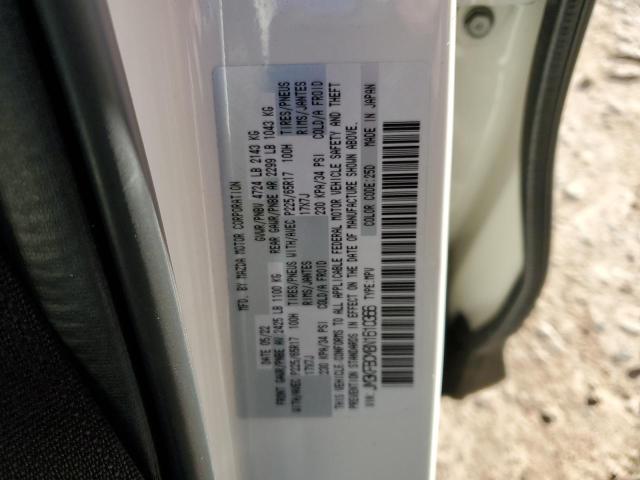 MFD. BY MAZDA MOTOR CORPORATION
DATE 05/22 GVWR/PNBV 4724 LB 2143 KG
FRONT GAWR/PNBE AV 2425 LB 1100 KG REAR GAWR/PNBE AR 2299 LB 1043 KG
WITH/AVEC P225/65R17 100H TIRES/PNEUS WITH/AVEC P225/65R17 100H TIRES/PNEUS
17X7J RIMS/JANTES 17X7J RIMS/JANTES
230 KPA/34 PSI COLD/A FROID 230 KPA/34 PSI COLD/A FROID
THIS VEHICLE CONFORMS TO ALL APPLICABLE FEDERAL MOTOR VEHICLE SAFETY AND THEFT
PREVENTION STANDARDS IN EFFECT ON THE DATE OF MANUFACTURE SHOWN ABOVE.
VIN: TYPE:MPV COLOR CODE:25D MADE IN JAPAN